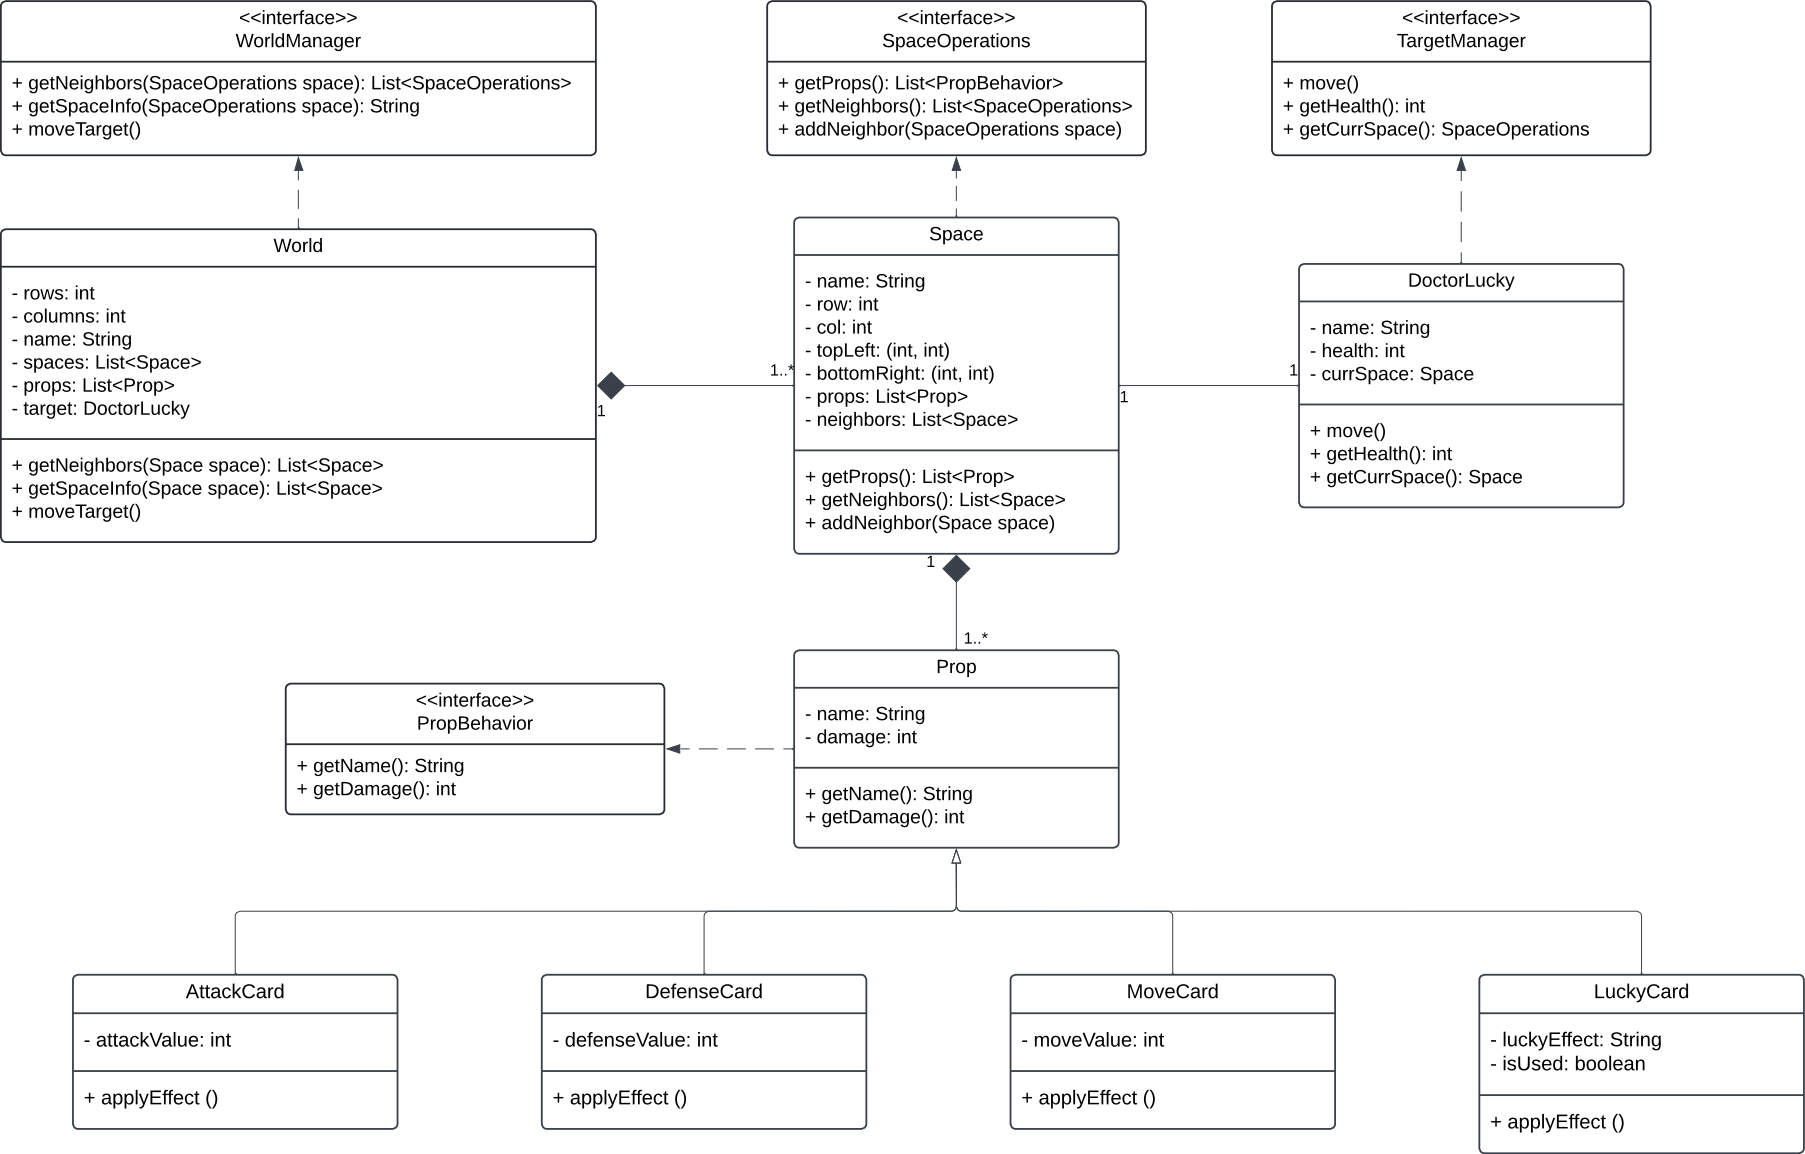 <<interface>>
WorldManager
+ getNeighbors(SpaceOperations space): List<SpaceOperations>
+ getSpaceInfo(SpaceOperations space): String
+ moveTarget()
<<interface>>
SpaceOperations
+ getProps(): List<PropBehavior>
+ getNeighbors(): List<SpaceOperations>
+ addNeighbor(SpaceOperations space)
<<interface>>
TargetManager
+ move()
+ getHealth(): int
+ getCurrSpace(): SpaceOperations
World
- rows: int
- columns: int
- name: String
- spaces: List<Space>
- props: List<Prop>
- target: DoctorLucky
+ getNeighbors(Space space): List<Space>
+ getSpaceInfo(Space space): List<Space>
+ moveTarget()
1
1..*
Space
- name: String
- row: int
- col: int
- topLeft: (int, int)
- bottomRight: (int, int)
- props: List<Prop>
- neighbors: List<Space>
+ getProps(): List<Prop>
+ getNeighbors(): List<Space>
+ addNeighbor(Space space)
1
1
DoctorLucky
- name: String
- health: int
- currSpace: Space
+ move()
+ getHealth(): int
+ getCurrSpace(): Space
1
1..*
<<interface>>
PropBehavior
+ getName(): String
+ getDamage(): int
Prop
- name: String
- damage: int
+ getName(): String
+ getDamage(): int
AttackCard
- attackValue: int
+ applyEffect ()
DefenseCard
- defenseValue: int
+ applyEffect ()
MoveCard
- moveValue: int
+ applyEffect ()
LuckyCard
- luckyEffect: String
- isUsed: boolean
+ applyEffect ()